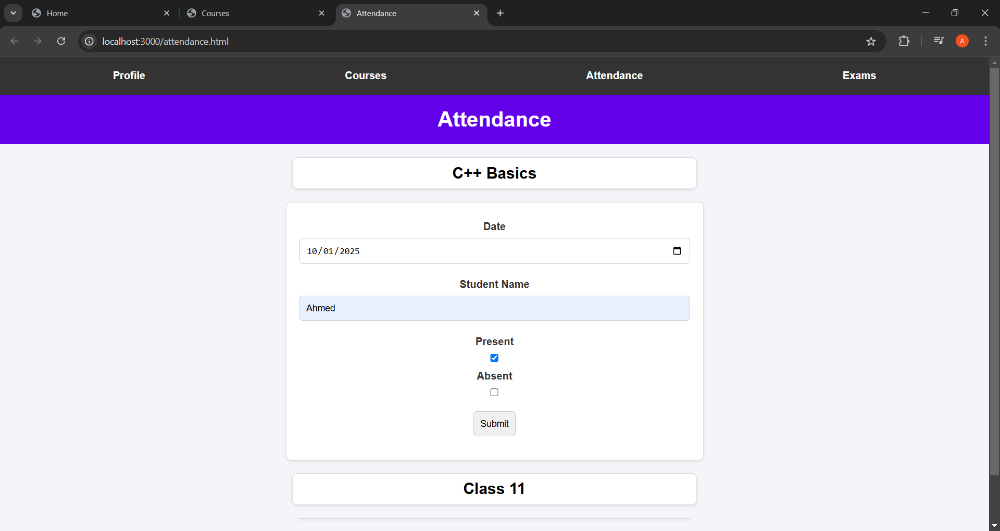 Home
Courses
Attendance
localhost:3000/attendance.html
A
Profile Courses Attendance Exams
Attendance
C++ Basics
Date
10/01/2025
Student Name
Ahmed
Present
Absent
Submit
Class 11